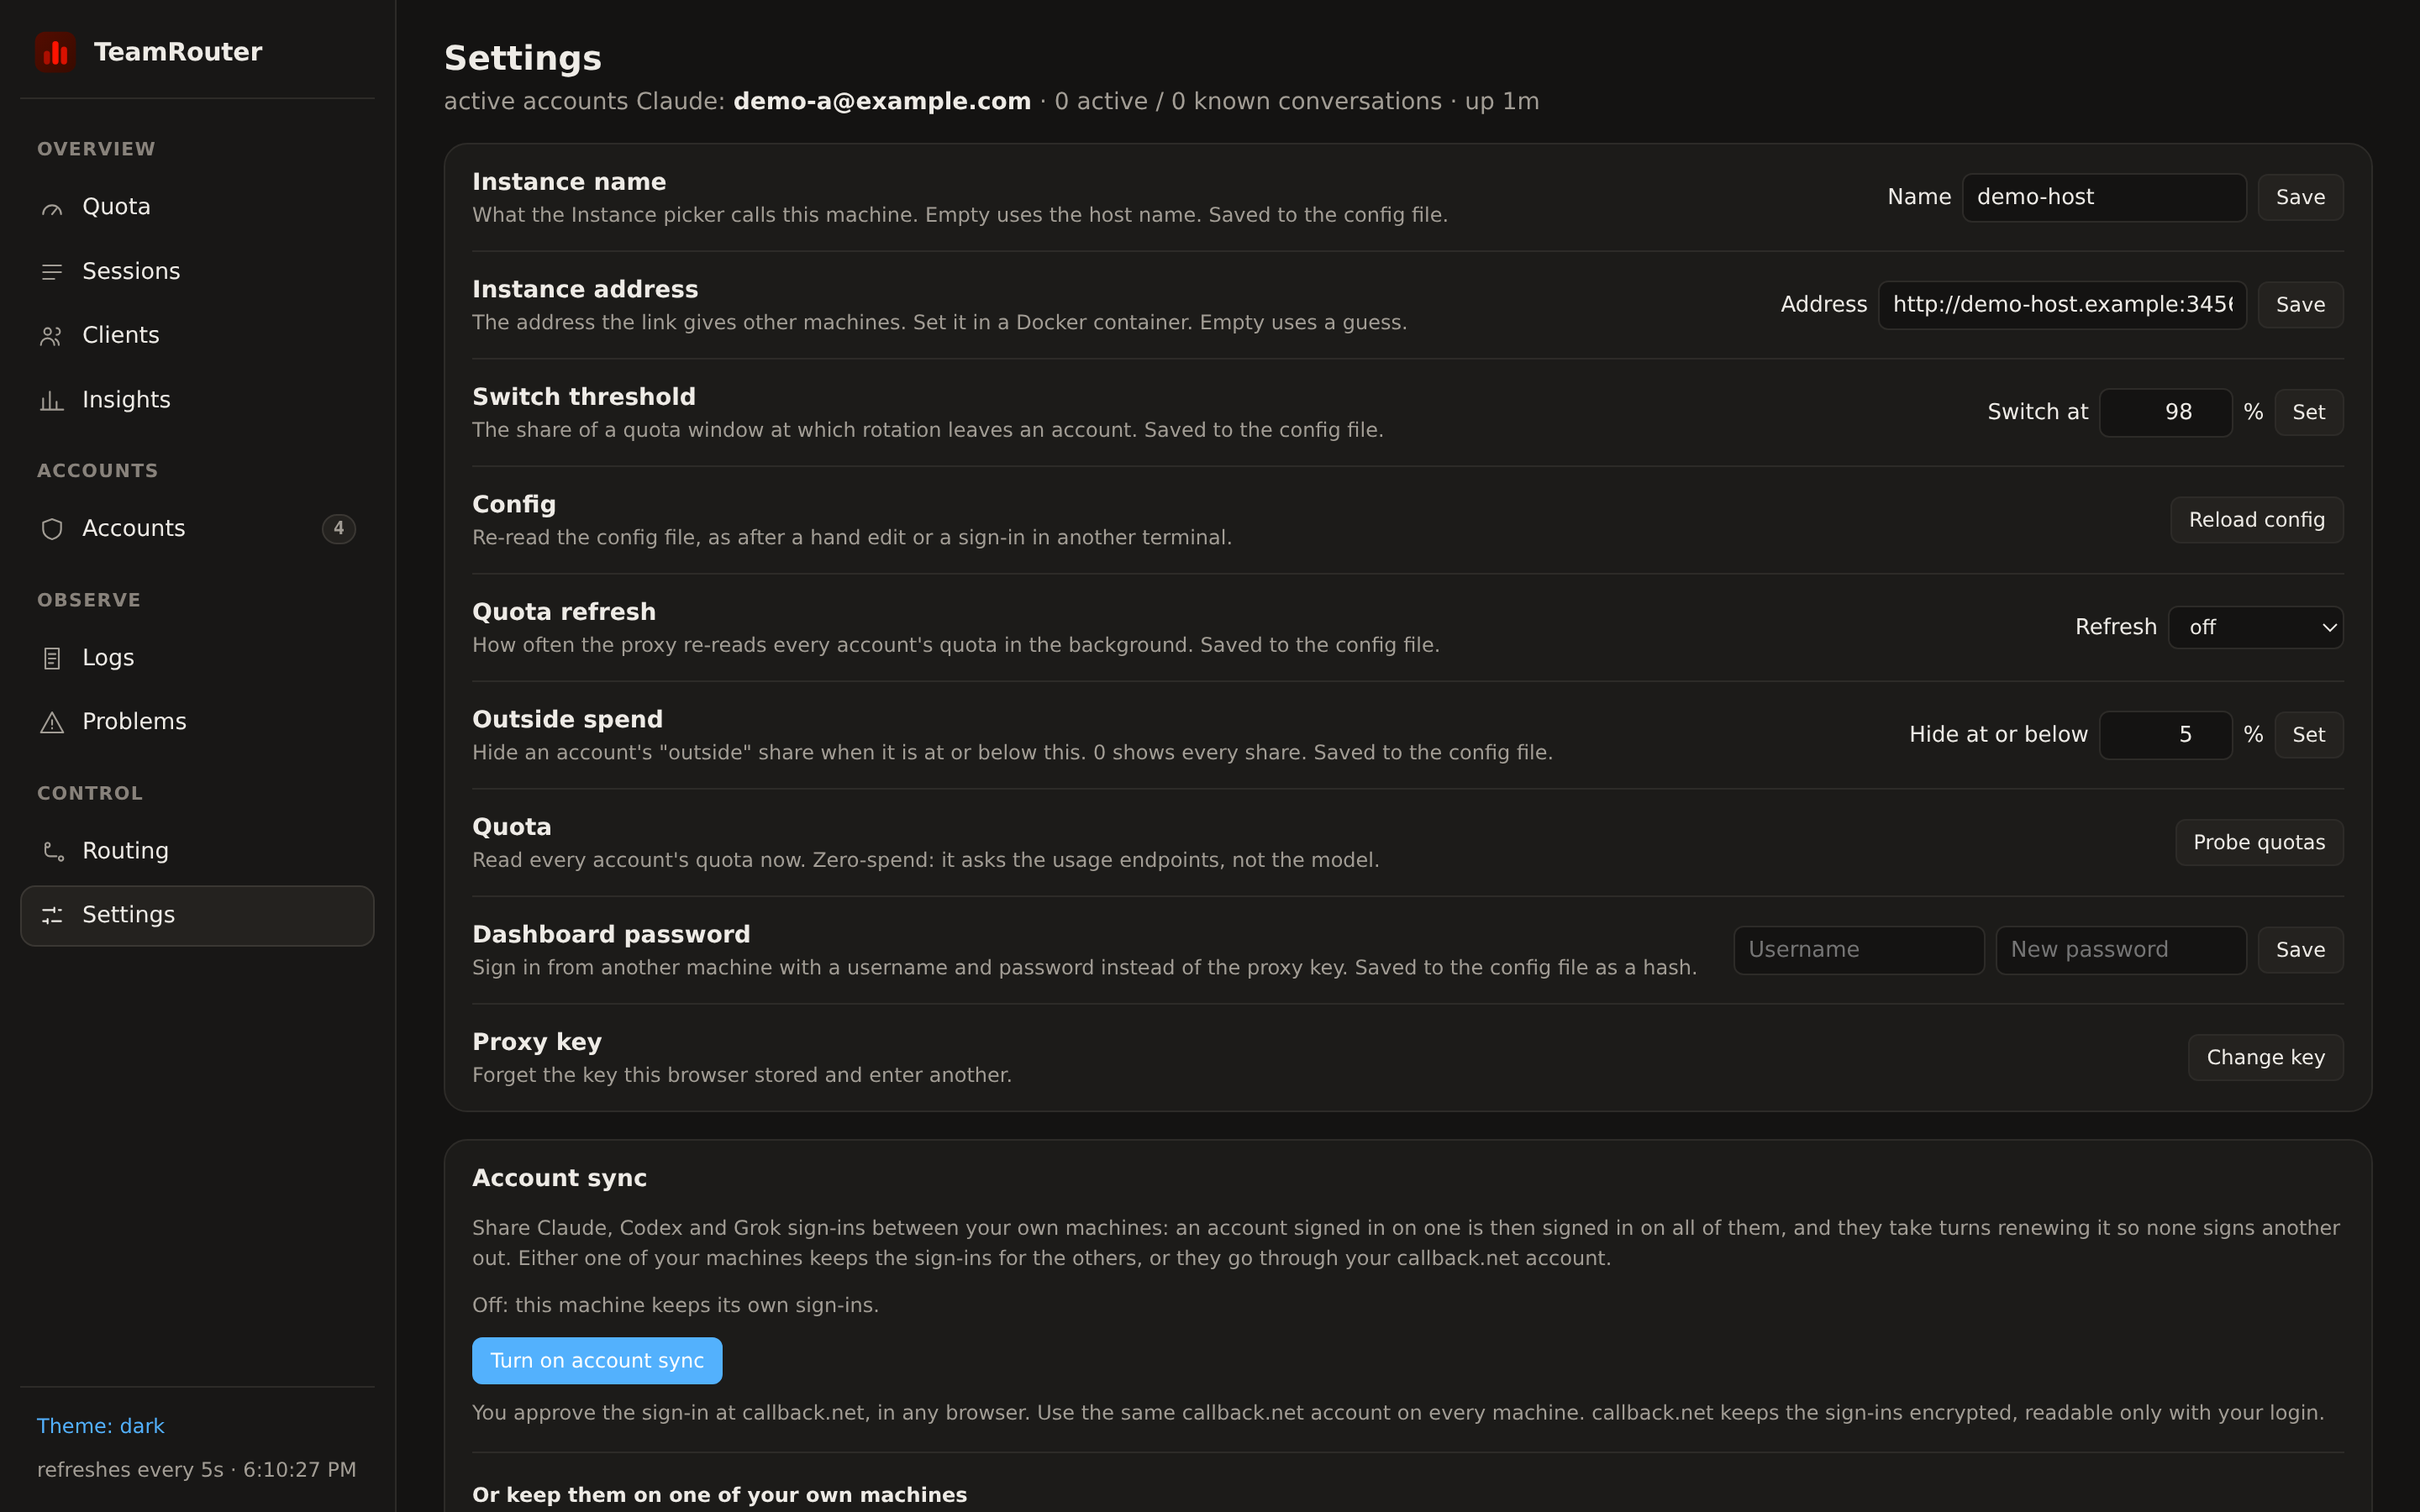 TeamRouter
OVERVIEW
Quota
Sessions
Clients
Insights
ACCOUNTS
Accounts
4
OBSERVE
Logs
Problems
CONTROL
Routing
Settings
Theme: dark
refreshes every 5s · 6:10:27 PM
Settings
active accounts Claude: demo-a@example.com · 0 active / 0 known conversations · up 1m
Instance name
What the Instance picker calls this machine. Empty uses the host name. Saved to the config file.
Name demo-host Save
Instance address
The address the link gives other machines. Set it in a Docker container. Empty uses a guess.
Address http://demo-host.example:3456 Save
Switch threshold
The share of a quota window at which rotation leaves an account. Saved to the config file.
Switch at 98 % Set
Config
Re-read the config file, as after a hand edit or a sign-in in another terminal.
Reload config
Quota refresh
How often the proxy re-reads every account's quota in the background. Saved to the config file.
Refresh off
Outside spend
Hide an account's "outside" share when it is at or below this. 0 shows every share. Saved to the config file.
Hide at or below 5 % Set
Quota
Read every account's quota now. Zero-spend: it asks the usage endpoints, not the model.
Probe quotas
Dashboard password
Sign in from another machine with a username and password instead of the proxy key. Saved to the config file as a hash.
Username New password Save
Proxy key
Forget the key this browser stored and enter another.
Change key
Account sync
Share Claude, Codex and Grok sign-ins between your own machines: an account signed in on one is then signed in on all of them, and they take turns renewing it so none signs another
out. Either one of your machines keeps the sign-ins for the others, or they go through your callback.net account.
Off: this machine keeps its own sign-ins.
Turn on account sync
You approve the sign-in at callback.net, in any browser. Use the same callback.net account on every machine. callback.net keeps the sign-ins encrypted, readable only with your login.
Or keep them on one of your own machines